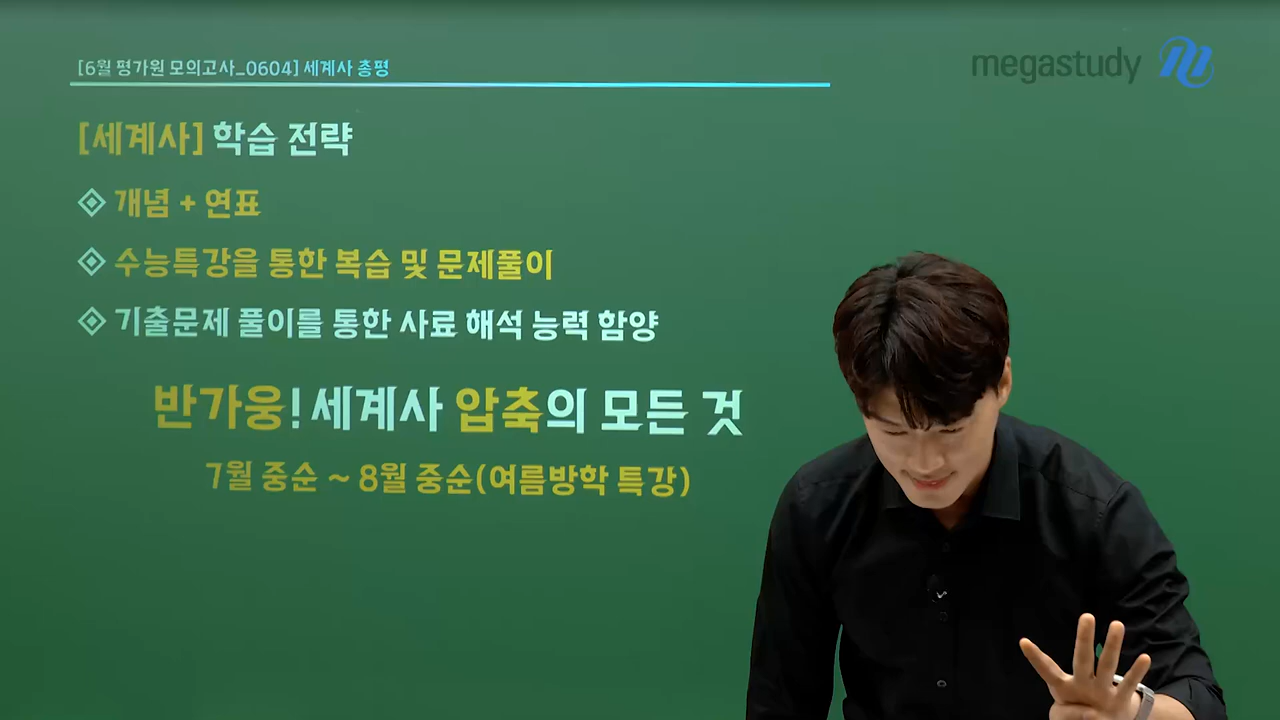 [6월 평가원 모의고사_0604] 세계사 총평
megastudy
[세계사] 학습 전략
개념 + 연표
수능특강을 통한 복습 및 문제풀이
기출문제 풀이를 통한 사료 해석 능력 함양
반가웅! 세계사 압축의 모든 것
7월 중순 ~ 8월 중순(여름방학 특강)